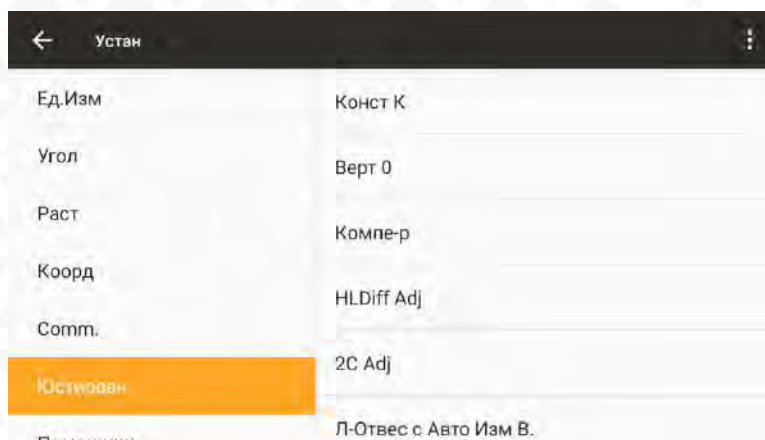 Устан
Ед.Изм
Угол
Раст
Коорд
Comm.
Юстирован
Конст К
Верт 0
Компе-р
HLDiff Adj
2C Adj
Л-Отвес с Авто Изм В.